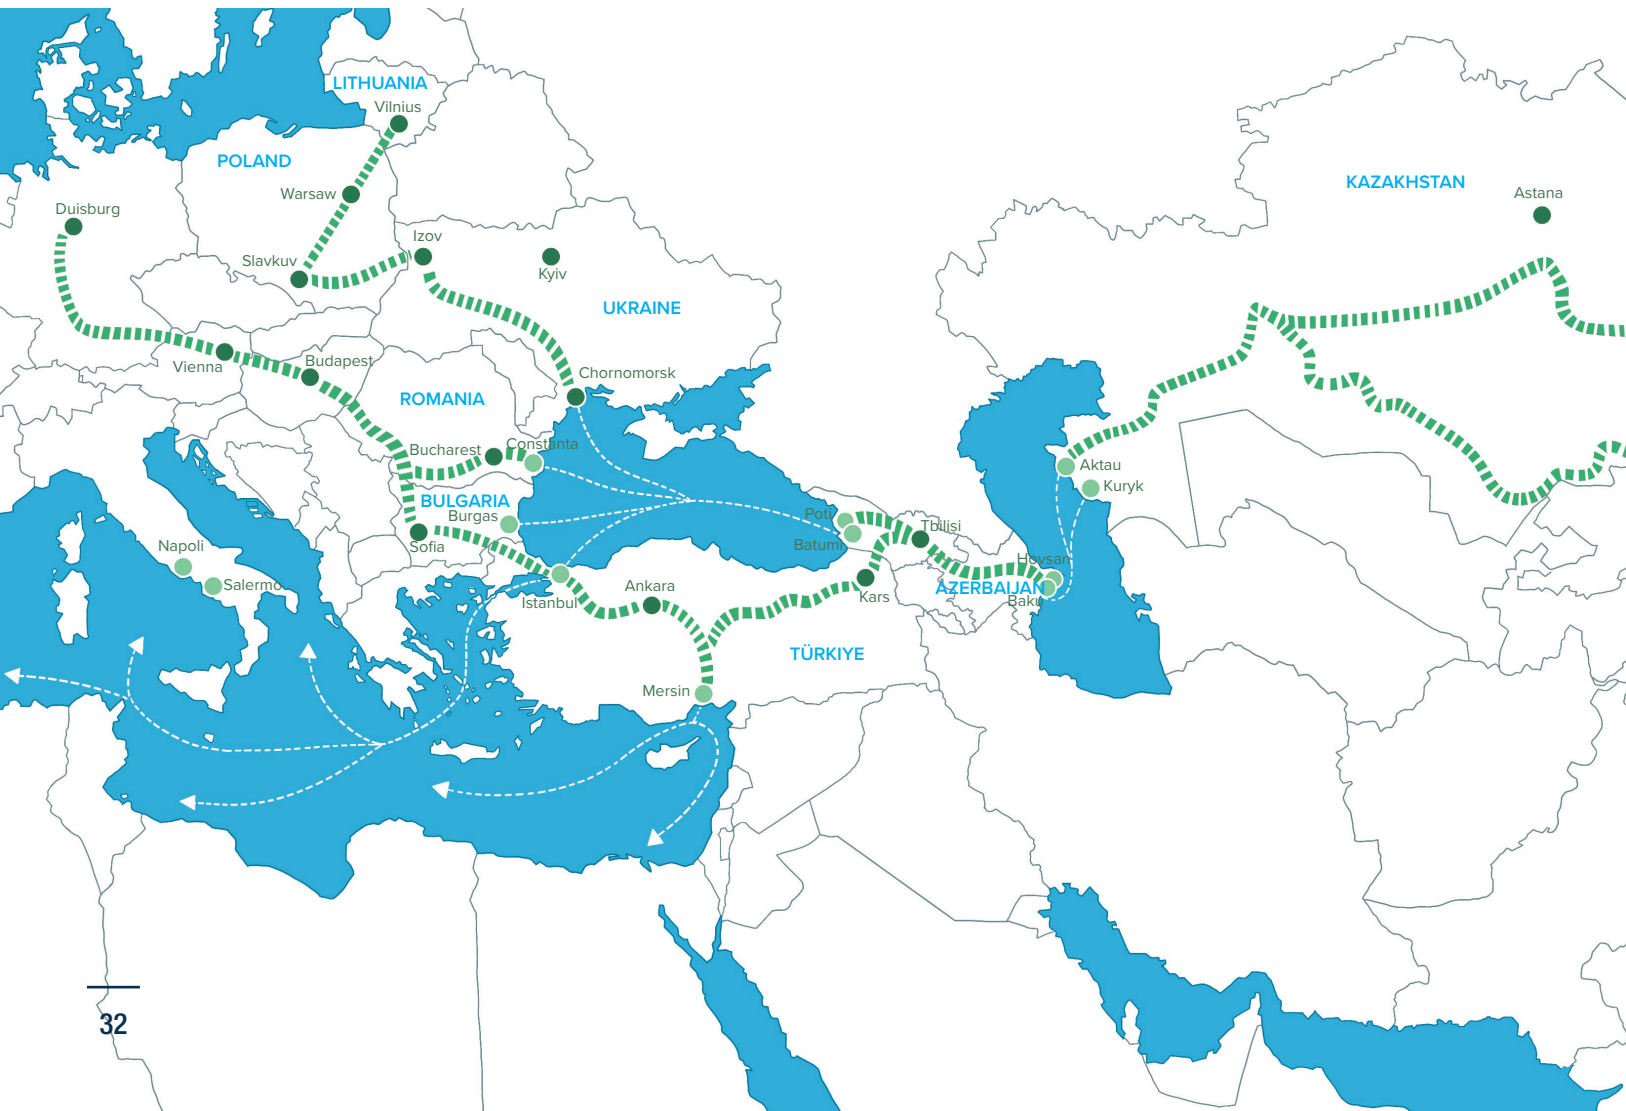 LITHUANIA
Vilnius
POLAND
Warsaw
KAZAKHSTAN
Astana
Duisburg
Izov
Slavkuv
Kyiv
UKRAINE
Vienna
Budapest
Chornomorsk
ROMANIA
Bucharest
Constanta
Aktau
Kuryk
BULGARIA
Burgas
Poti
Tbilisi
Sofia
Batumi
Napoli
Hovsan
Salermo
Ankara
AZERBAIJAN
Istanbul
Kars
Baku
TÜRKIYE
Mersin
32